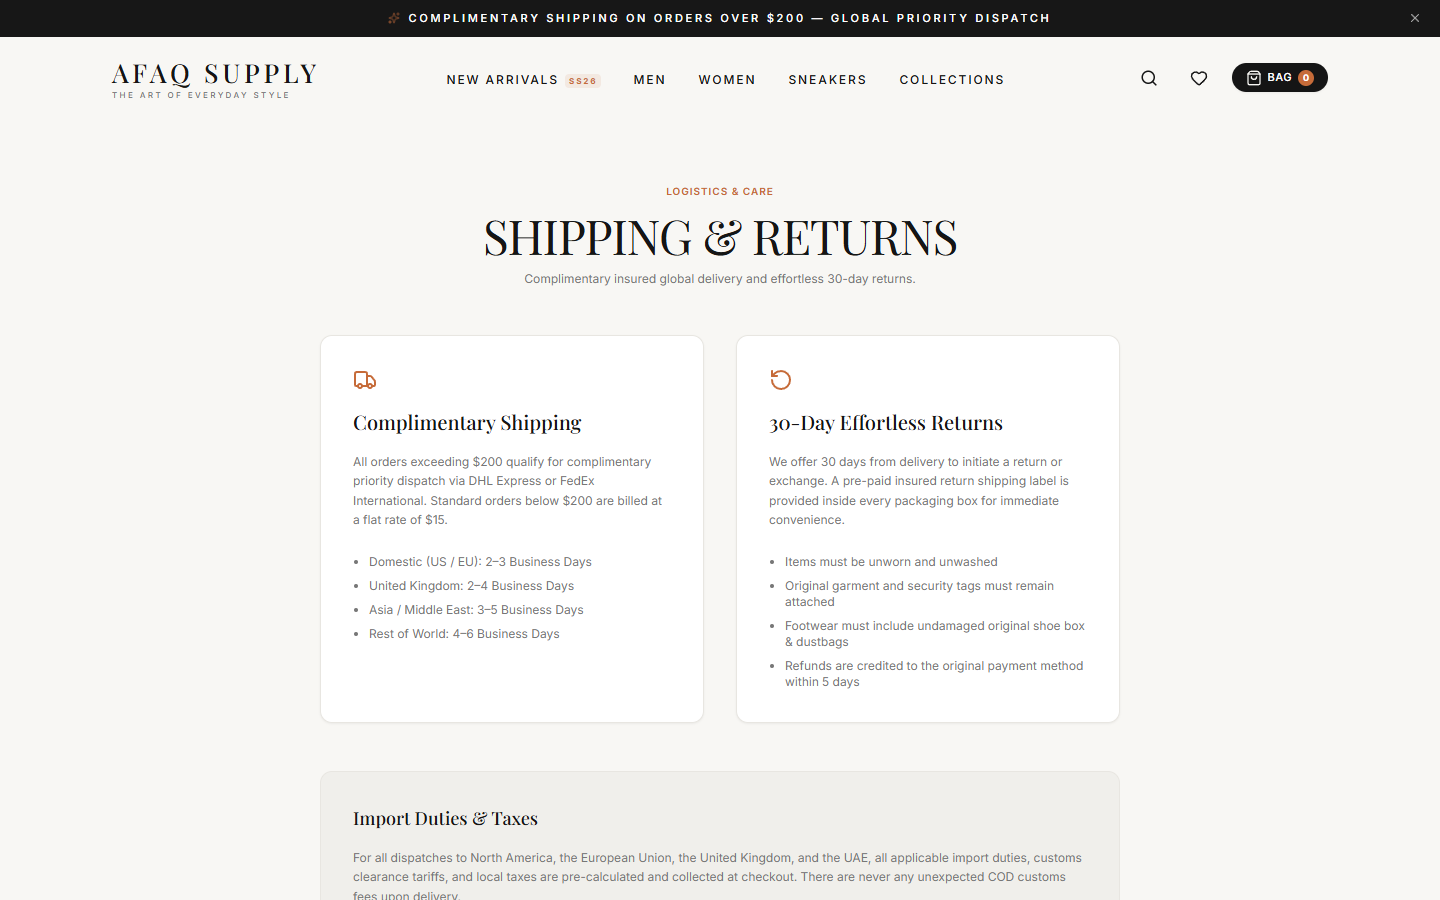 COMPLIMENTARY SHIPPING ON ORDERS OVER $200 — GLOBAL PRIORITY DISPATCH
AFAQ SUPPLY
THE ART OF EVERYDAY STYLE
NEW ARRIVALS SS26 MEN WOMEN SNEAKERS COLLECTIONS
BAG 0
LOGISTICS & CARE
SHIPPING & RETURNS
Complimentary insured global delivery and effortless 30-day returns.
Complimentary Shipping
All orders exceeding $200 qualify for complimentary
priority dispatch via DHL Express or FedEx
International. Standard orders below $200 are billed at
a flat rate of $15.
• Domestic (US / EU): 2–3 Business Days
• United Kingdom: 2–4 Business Days
• Asia / Middle East: 3–5 Business Days
• Rest of World: 4–6 Business Days
30-Day Effortless Returns
We offer 30 days from delivery to initiate a return or
exchange. A pre-paid insured return shipping label is
provided inside every packaging box for immediate
convenience.
• Items must be unworn and unwashed
• Original garment and security tags must remain
attached
• Footwear must include undamaged original shoe box
& dustbags
• Refunds are credited to the original payment method
within 5 days
Import Duties & Taxes
For all dispatches to North America, the European Union, the United Kingdom, and the UAE, all applicable import duties, customs
clearance tariffs, and local taxes are pre-calculated and collected at checkout. There are never any unexpected COD customs
fees upon delivery.